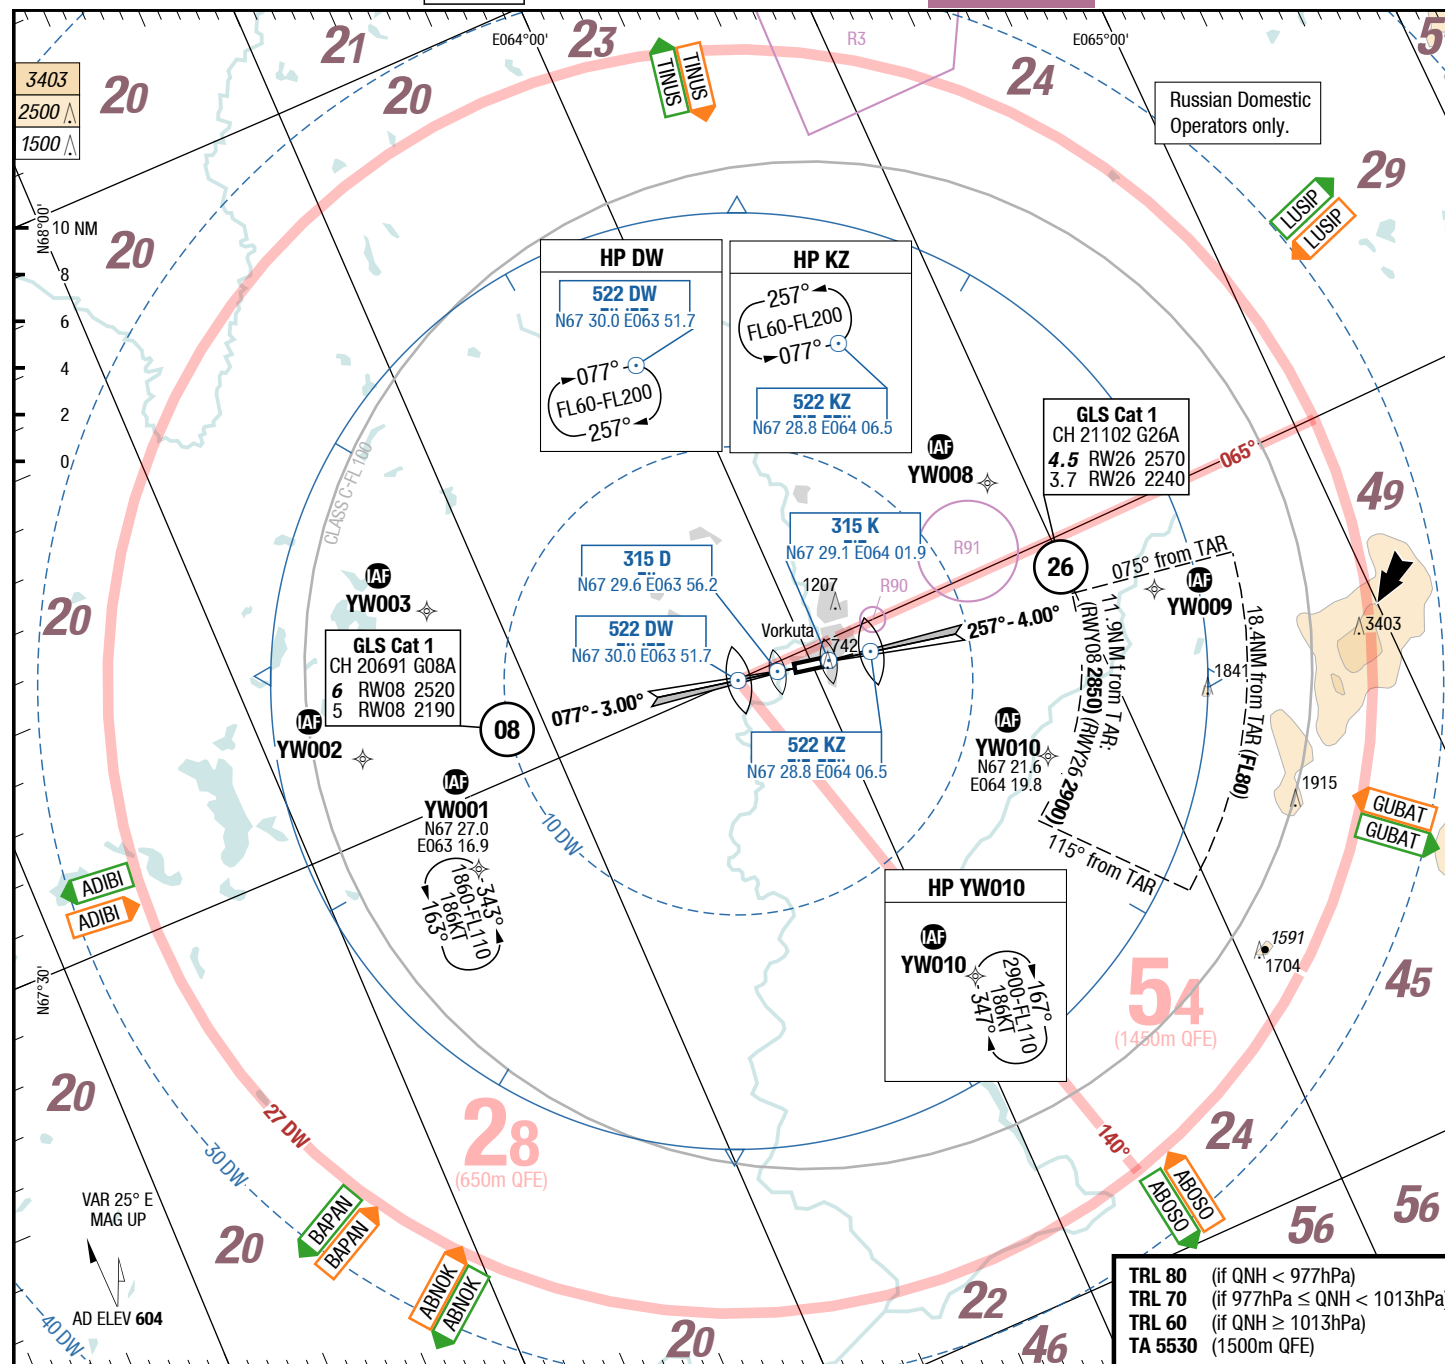 21
23
E064°00'
R3
E065°00'
5
3403
2500
1500
20
20
TINUS
TINUS
24
Russian Domestic
Operators only.
29
LUSIP
LUSIP
N68°00'
10 NM
8
6
4
2
0
20
HP DW
522 DW
N67 30.0 E063 51.7
077°
FL60-FL200
257°
HP KZ
257°
FL60-FL200
077°
522 KZ
N67 28.8 E064 06.5
CLASS C-FL100
IAF
YW008
GLS Cat 1
CH 21102 G26A
4.5 RW26 2570
3.7 RW26 2240
065°
49
315 K
N67 29.1 E064 01.9
R91
315 D
N67 29.6 E063 56.2
26
075° from TAR
IAF
YW003
1207
R90
IAF
YW009
20
522 DW
N67 30.0 E063 51.7
Vorkuta
742
257°- 4.00°
3403
GLS Cat 1
CH 20691 G08A
6 RW08 2520
5 RW08 2190
11.9NM from TAR:
(RWY08 2850) (RWY26 2900)
18.4NM from TAR (FL80)
1841
077°- 3.00°
08
IAF
YW002
IAF
YW010
N67 21.6
E064 19.8
522 KZ
N67 28.8 E064 06.5
IAF
YW001
N67 27.0
E063 16.9
1915
GUBAT
GUBAT
10 DW
115° from TAR
343°
1860-FL110
186KT
163°
ADIBI
ADIBI
HP YW010
IAF
YW010
167°
2900-FL110
186KT
347°
1591
1704
N67°30'
54
(1450m QFE)
45
20
27 DW
28
(650m QFE)
140°
24
30 DW
VAR 25° E
MAG UP
BAPAN
BAPAN
20
ABOSO
ABOSO
56
56
ABNOK
ABNOK
AD ELEV 604
40 DW
20
22
46
TRL 80 (if QNH < 977hPa)
TRL 70 (if 977hPa ≤ QNH < 1013hPa)
TRL 60 (if QNH ≥ 1013hPa)
TA 5530 (1500m QFE)